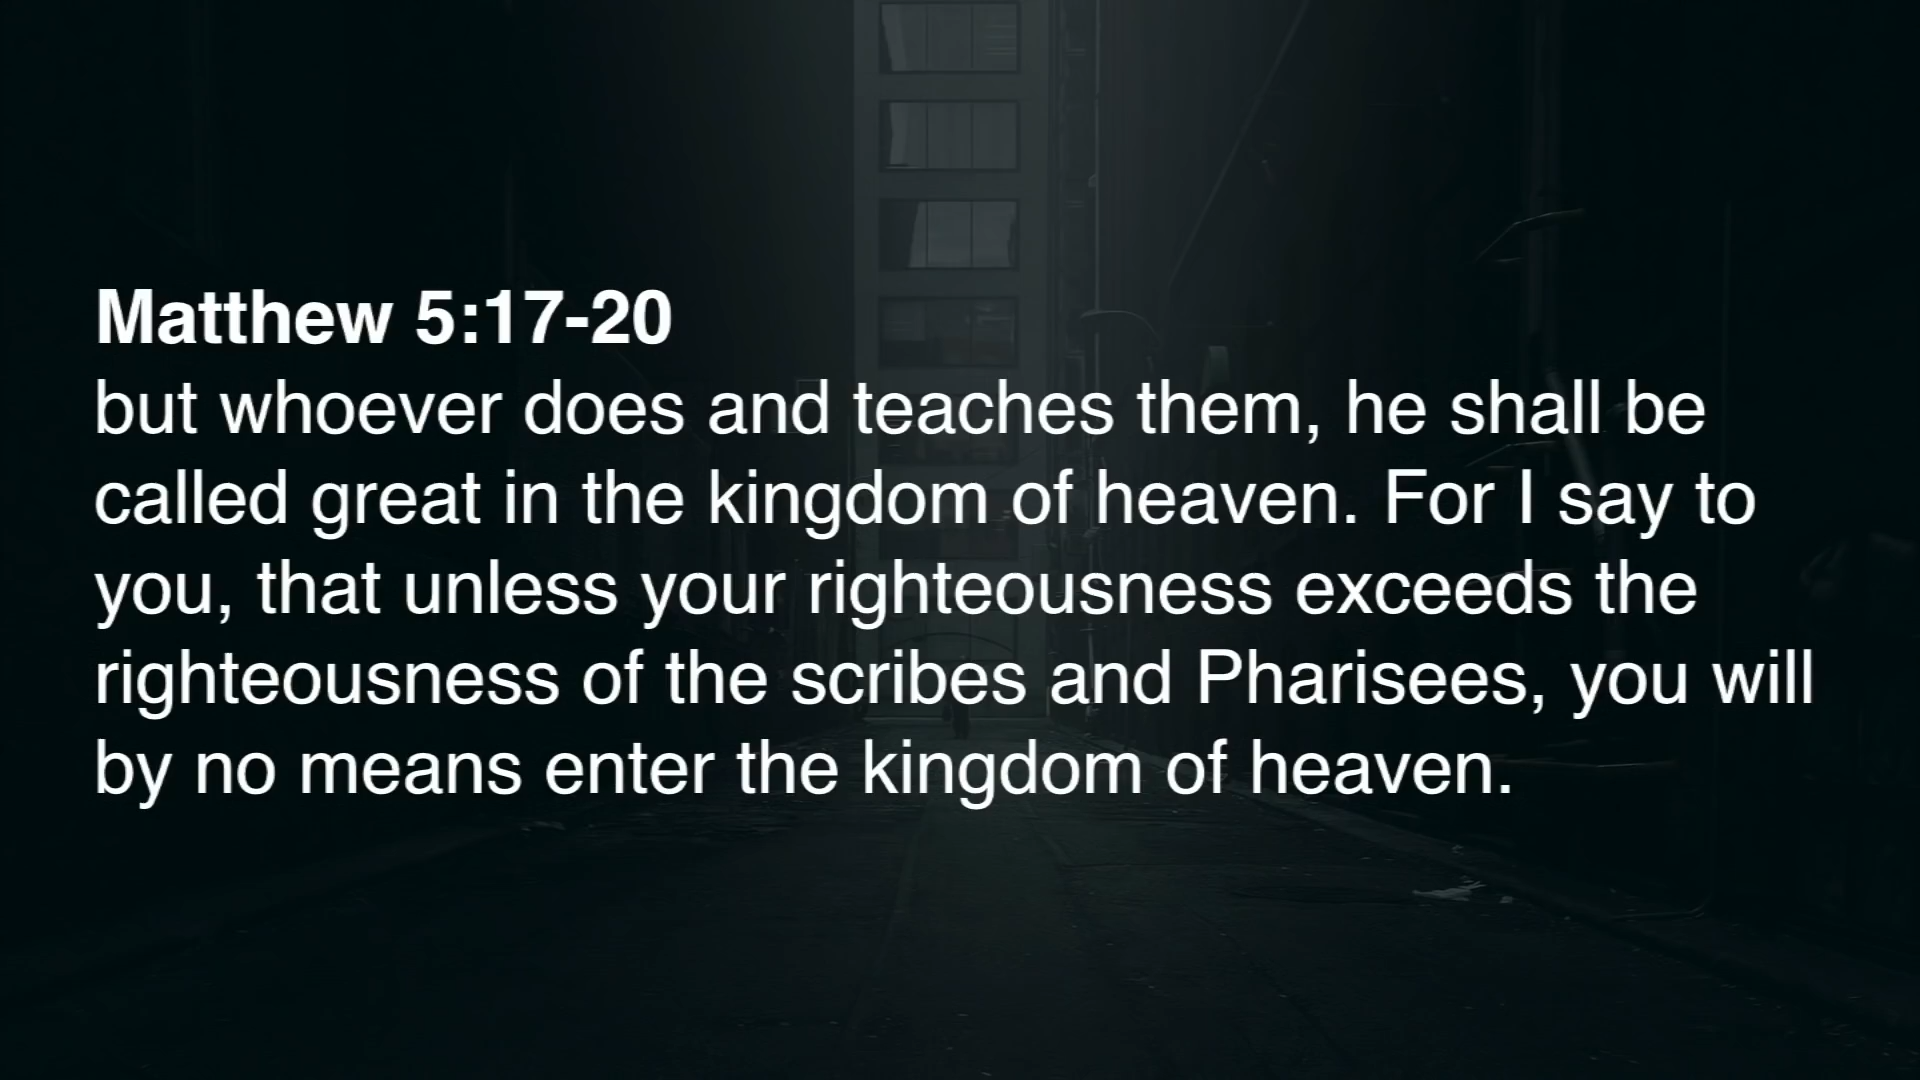 Matthew 5:17-20
but whoever does and teaches them, he shall be
called great in the kingdom of heaven. For I say to
you, that unless your righteousness exceeds the
righteousness of the scribes and Pharisees, you will
by no means enter the kingdom of heaven.